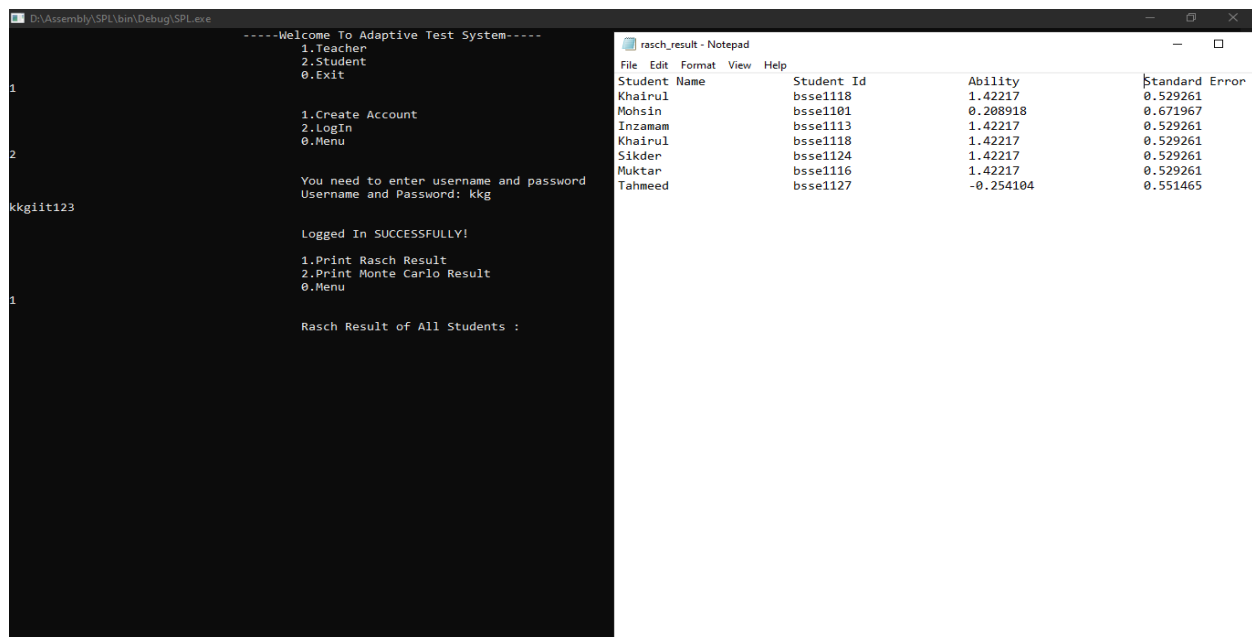 D:\Assembly\SPL\bin\Debug\SPL.exe
-----Welcome To Adaptive Test System-----
1.Teacher
2.Student
0.Exit
1
1.Create Account
2.LogIn
0.Menu
2
You need to enter username and password
Username and Password: kkg
kkgiit123
Logged In SUCCESSFULLY!
1.Print Rasch Result
2.Print Monte Carlo Result
0.Menu
1
Rasch Result of All Students :
rasch_result - Notepad
File Edit Format View Help
Student Name Student Id Ability Standard Error
Khairul bsse1118 1.42217 0.529261
Mohsin bsse1101 0.208918 0.671967
Inzamam bsse1113 1.42217 0.529261
Khairul bsse1118 1.42217 0.529261
Sikder bsse1124 1.42217 0.529261
Muktar bsse1116 1.42217 0.529261
Tahmeed bsse1127 -0.254104 0.551465